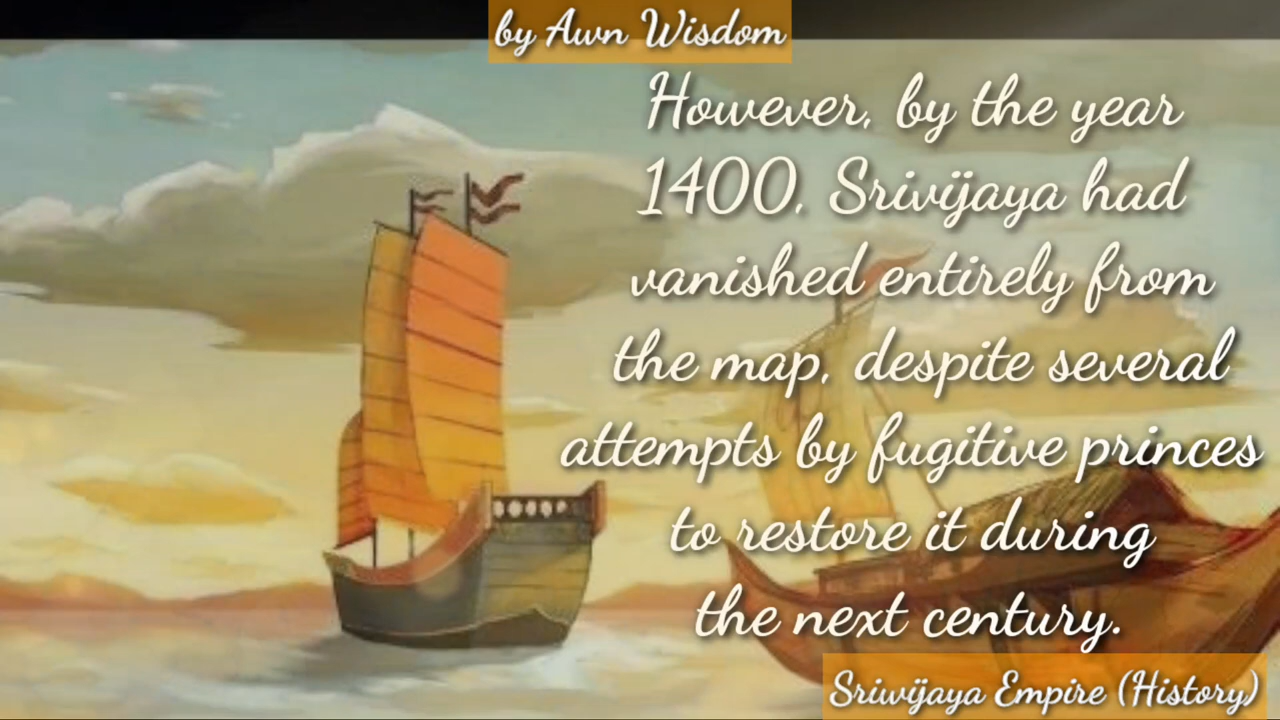 by Awn Wisdom
However, by the year
1400, Srivijaya had
vanished entirely from
the map, despite several
attempts by fugitive princes
to restore it during
the next century.
Sriwijaya Empire (History)